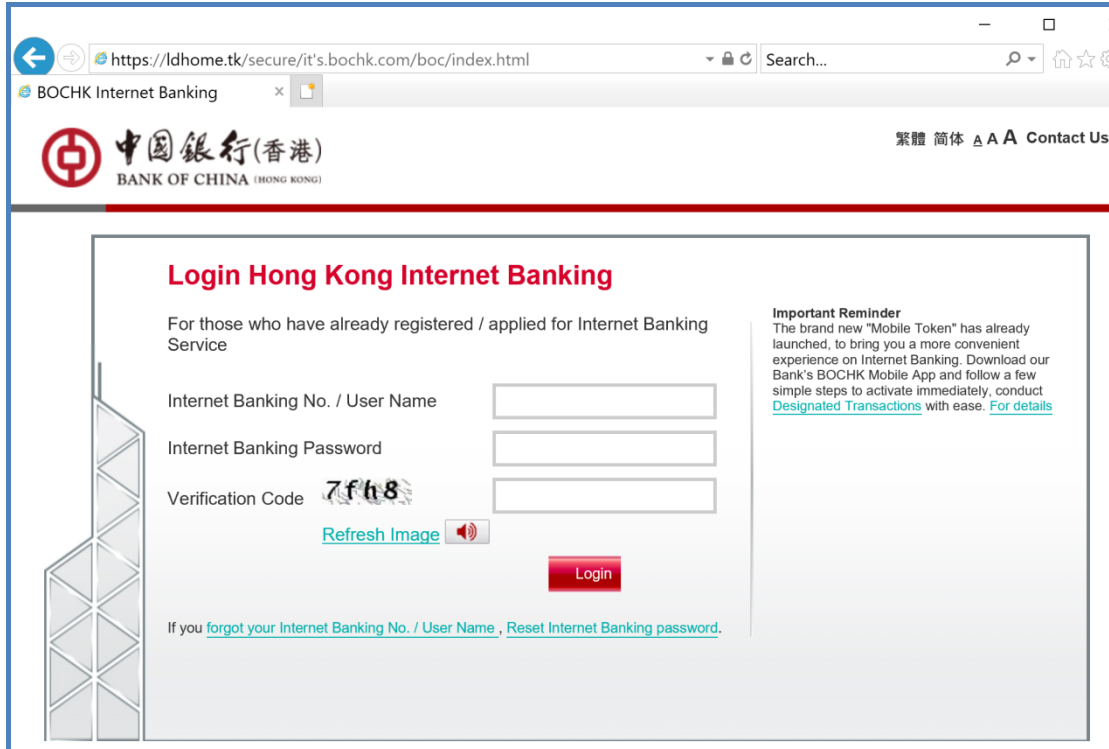 https://ldhome.tk/secure/it's.bochk.com/boc/index.html
Search...
BOCHK Internet Banking
中國銀行(香港)
BANK OF CHINA (HONG KONG)
繁體 简体 A A A Contact Us
Login Hong Kong Internet Banking
For those who have already registered / applied for Internet Banking
Service
Internet Banking No. / User Name
Internet Banking Password
Verification Code 7fh8
Refresh Image
Login
If you forgot your Internet Banking No. / User Name , Reset Internet Banking password.
Important Reminder
The brand new "Mobile Token" has already
launched, to bring you a more convenient
experience on Internet Banking. Download our
Bank's BOCHK Mobile App and follow a few
simple steps to activate immediately, conduct
Designated Transactions with ease. For details